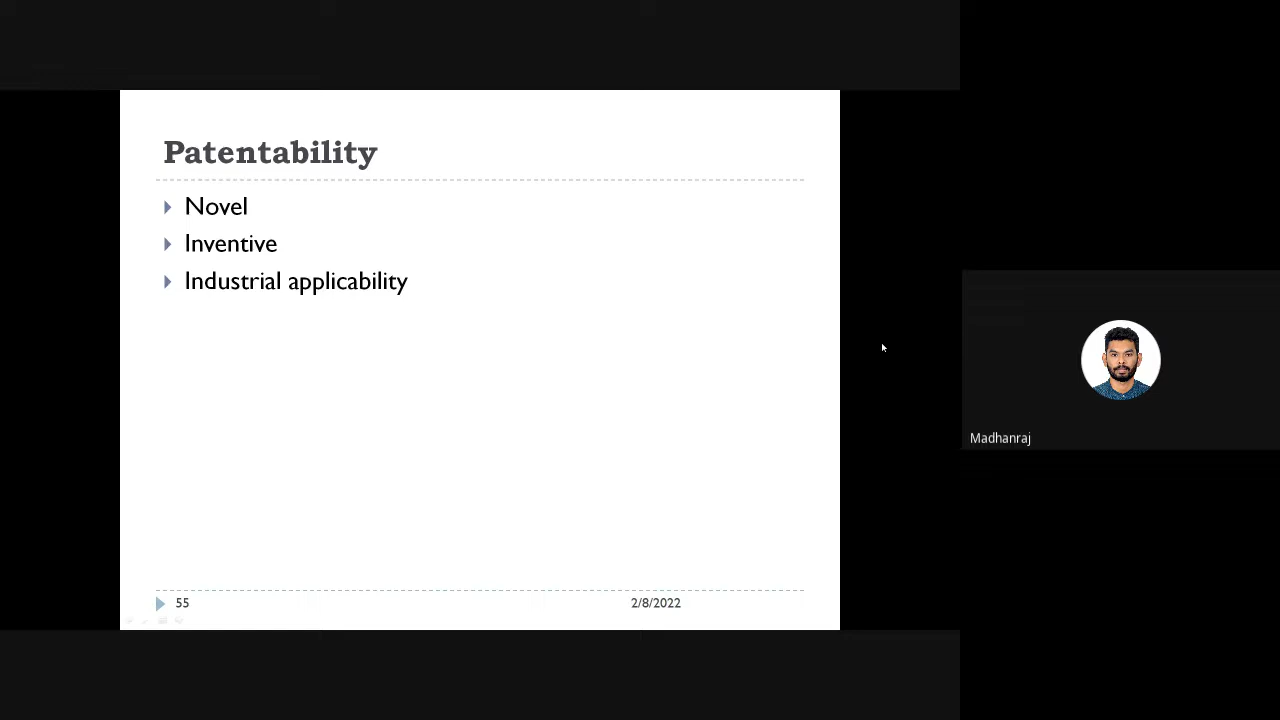 Patentability
Novel
Inventive
Industrial applicability
55
2/8/2022
Madhanraj